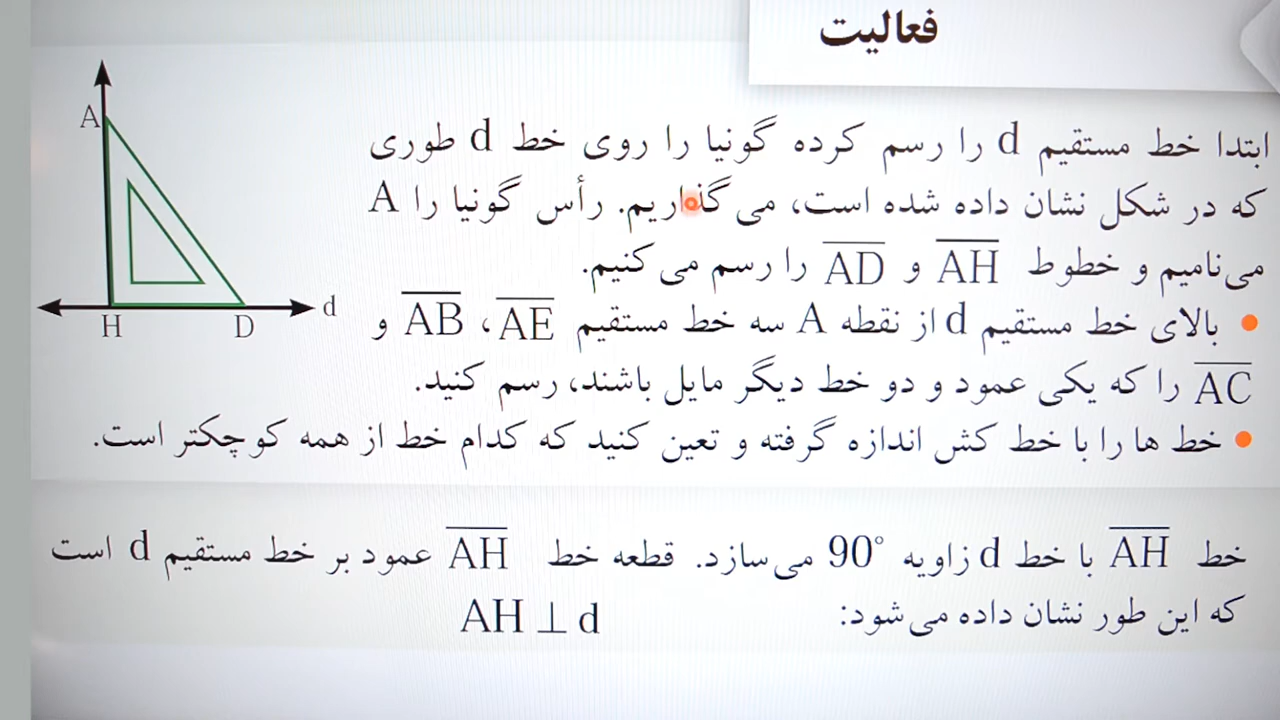 فعالیت
ابتدا خط مستقیم d را رسم کرده گونیا را روی خط d طوری
که در شکل نشان داده شده است، می گذاریم. رأس گونیا را A
می‌نامیم و خطوط AH و AD را رسم می کنیم.
• بالای خط مستقیم d از نقطه A سه خط مستقیم AE ، AB و
AC را که یکی عمود و دو خط دیگر مایل باشند، رسم کنید.
• خط ها را با خط کش اندازه گرفته و تعین کنید که کدام خط از همه کوچکتر است.
A
H
D
d
خط AH با خط d زاویه 90° می‌سازد. قطعه خط AH عمود بر خط مستقیم d است
که این طور نشان داده می‌شود: AH ⊥ d